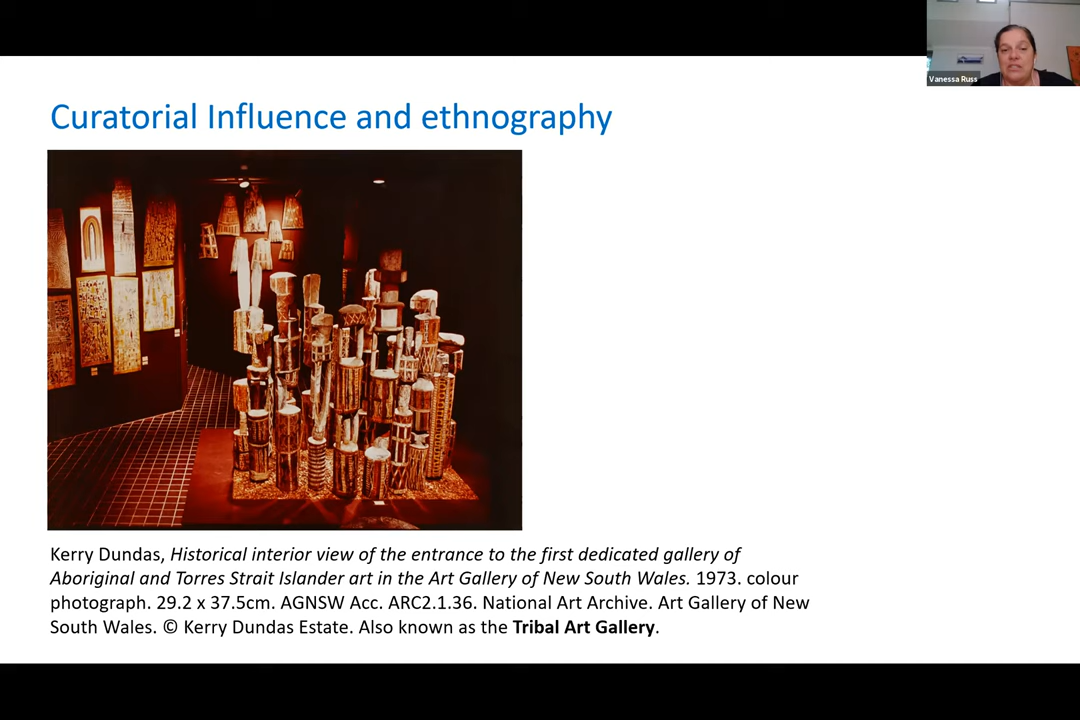 Vanessa Russ
Curatorial Influence and ethnography
Kerry Dundas, Historical interior view of the entrance to the first dedicated gallery of
Aboriginal and Torres Strait Islander art in the Art Gallery of New South Wales. 1973. colour
photograph. 29.2 x 37.5cm. AGNSW Acc. ARC2.1.36. National Art Archive. Art Gallery of New
South Wales. © Kerry Dundas Estate. Also known as the Tribal Art Gallery.